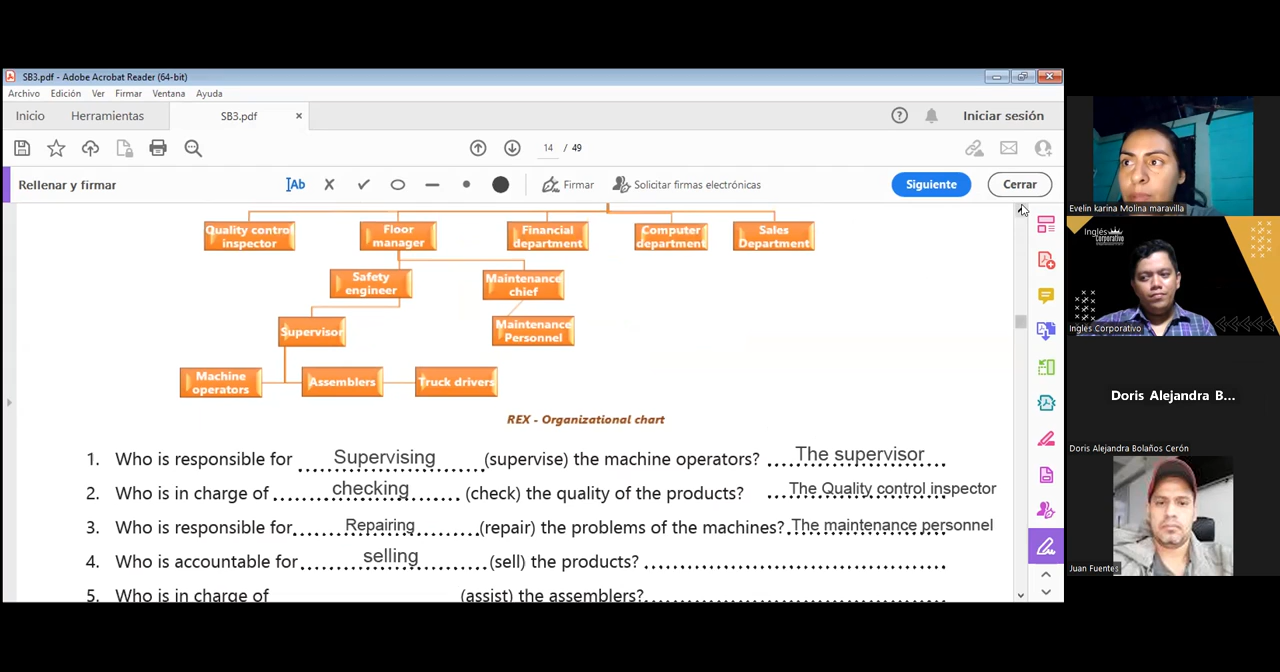 SB3.pdf - Adobe Acrobat Reader (64-bit)
Archivo Edición Ver Firmar Ventana Ayuda
Inicio Herramientas SB3.pdf × Iniciar sesión
14 / 49
Rellenar y firmar IAb Firmar Solicitar firmas electrónicas Siguiente Cerrar
Quality control
inspector
Floor
manager
Financial
department
Computer
department
Sales
Department
Safety
engineer
Maintenance
chief
Supervisor
Maintenance
Personnel
Machine
operators
Assemblers
Truck drivers
REX - Organizational chart
1. Who is responsible for Supervising (supervise) the machine operators? The supervisor
2. Who is in charge of checking (check) the quality of the products? The Quality control inspector
3. Who is responsible for Repairing (repair) the problems of the machines? The maintenance personnel
4. Who is accountable for selling (sell) the products?
5. Who is in charge of (assist) the assemblers?
Evelin karina Molina maravilla
Inglés
Corporativo
Inglés Corporativo
Doris Alejandra B...
Doris Alejandra Bolaños Cerón
Juan Fuentes